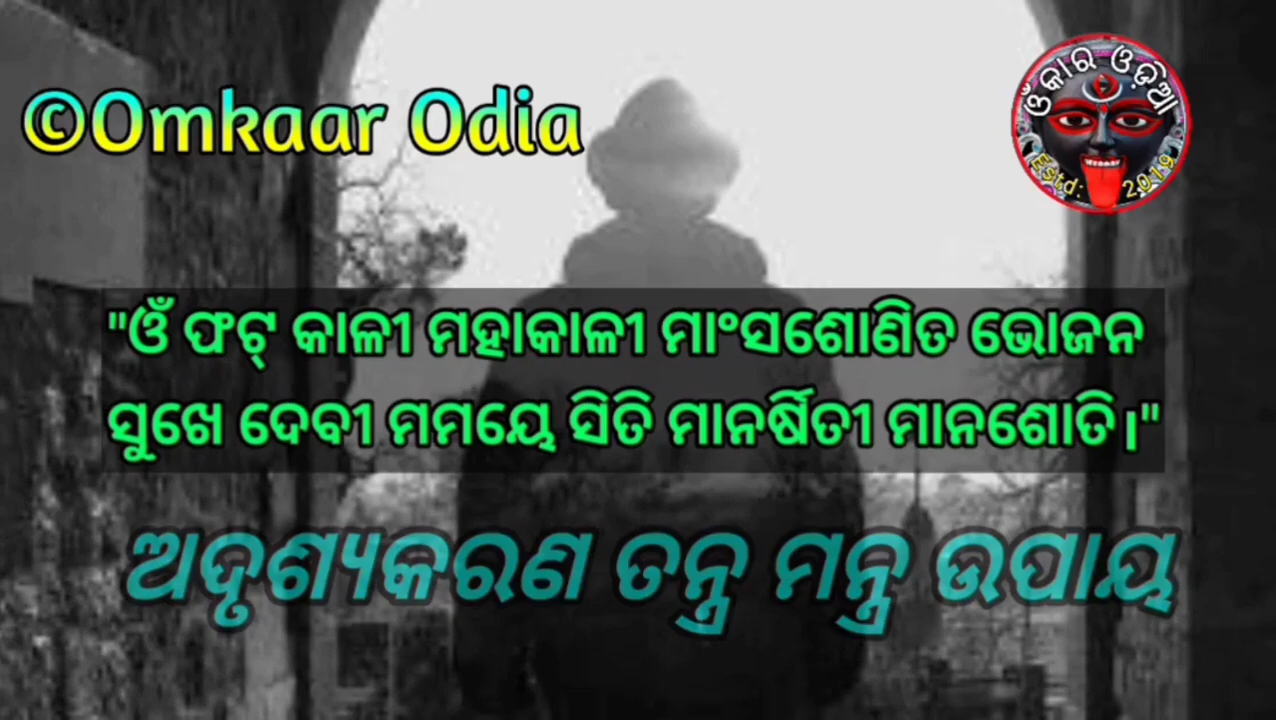 ©Omkaar Odia
ଓଁକାର ଓଡ଼ିଆ
Estd: 2019
"ଓଁ ଫଟ୍ କାଳୀ ମହାକାଳୀ ମାଂସଶୋଣିତ ଭୋଜନ
ସୁଖେ ଦେବୀ ମମୟେ ସିତି ମାନର୍ଷିତୀ ମାନଶୋତି।"
ଅଦୃଶ୍ୟକରଣ ତନ୍ତ୍ର ମନ୍ତ୍ର ଉପାୟ